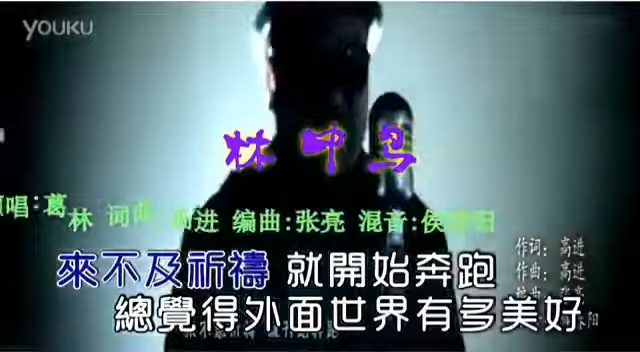 YOUKU
林中鸟
唱:葛林 词曲 进 编曲:张亮 混音:侯 阳
作词:高进
作曲:高进
來不及祈禱 就開始奔跑
總覺得外面世界有多美好